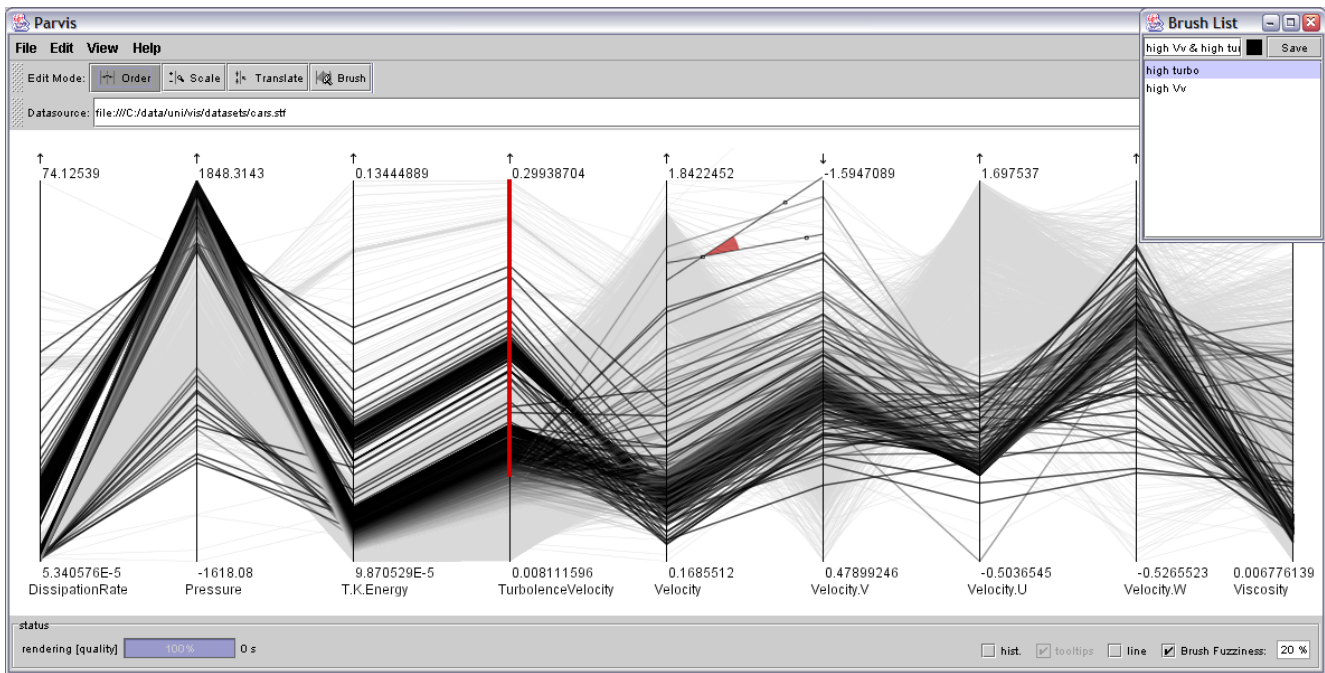 Parvis
File Edit View Help
Edit Mode: Order Scale Translate Brush
Datasource: file:///C:/data/uni/vis/datasets/cars.stf
Brush List
high Vv & high tur Save
high turbo
high Vv
74.12539 1848.3143 0.13444889 0.29938704 1.8422452 -1.5947089 1.697537
5.340576E-5 -1618.08 9.870529E-5 0.008111596 0.1685512 0.47899246 -0.5036545 -0.5265523 0.006776139
DissipationRate Pressure T.K.Energy TurbolenceVelocity Velocity Velocity.V Velocity.U Velocity.W Viscosity
status
rendering [quality] 100% 0 s hist. tooltips line Brush Fuzziness: 20 %